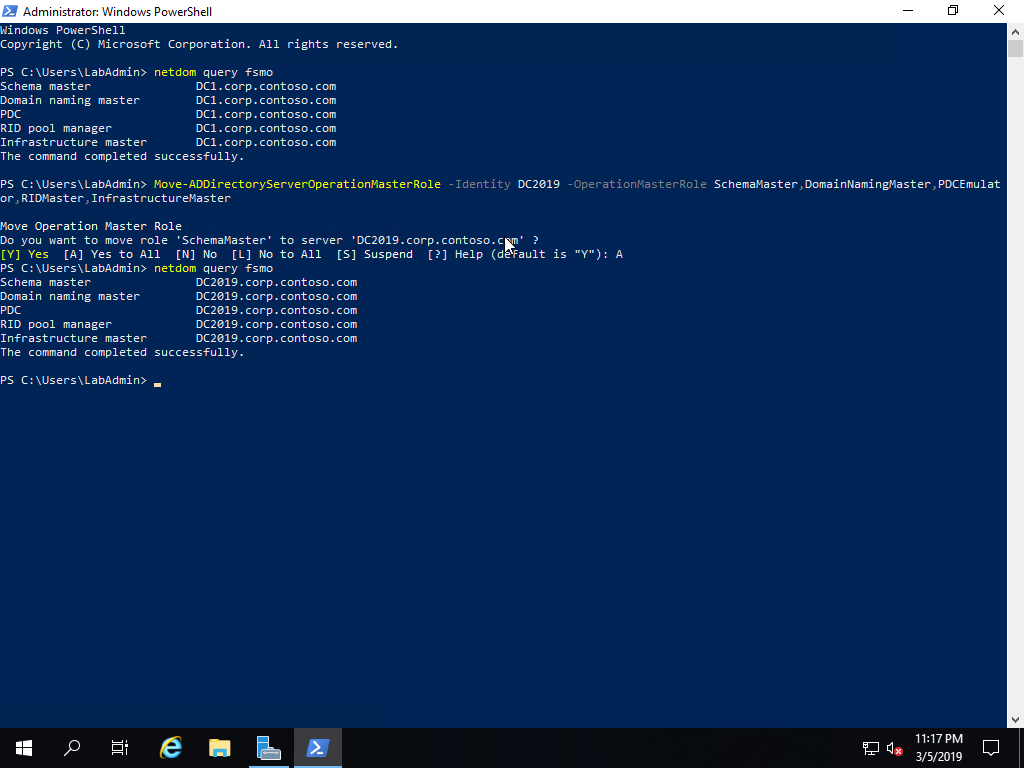 Administrator: Windows PowerShell
Windows PowerShell
Copyright (C) Microsoft Corporation. All rights reserved.
PS C:\Users\LabAdmin> netdom query fsmo
Schema master               DC1.corp.contoso.com
Domain naming master        DC1.corp.contoso.com
PDC                         DC1.corp.contoso.com
RID pool manager            DC1.corp.contoso.com
Infrastructure master       DC1.corp.contoso.com
The command completed successfully.
PS C:\Users\LabAdmin> Move-ADDirectoryServerOperationMasterRole -Identity DC2019 -OperationMasterRole SchemaMaster,DomainNamingMaster,PDCEmulat
or,RIDMaster,InfrastructureMaster
Move Operation Master Role
Do you want to move role 'SchemaMaster' to server 'DC2019.corp.contoso.com' ?
[Y] Yes  [A] Yes to All  [N] No  [L] No to All  [S] Suspend  [?] Help (default is "Y"): A
PS C:\Users\LabAdmin> netdom query fsmo
Schema master               DC2019.corp.contoso.com
Domain naming master        DC2019.corp.contoso.com
PDC                         DC2019.corp.contoso.com
RID pool manager            DC2019.corp.contoso.com
Infrastructure master       DC2019.corp.contoso.com
The command completed successfully.
PS C:\Users\LabAdmin>
11:17 PM
3/5/2019